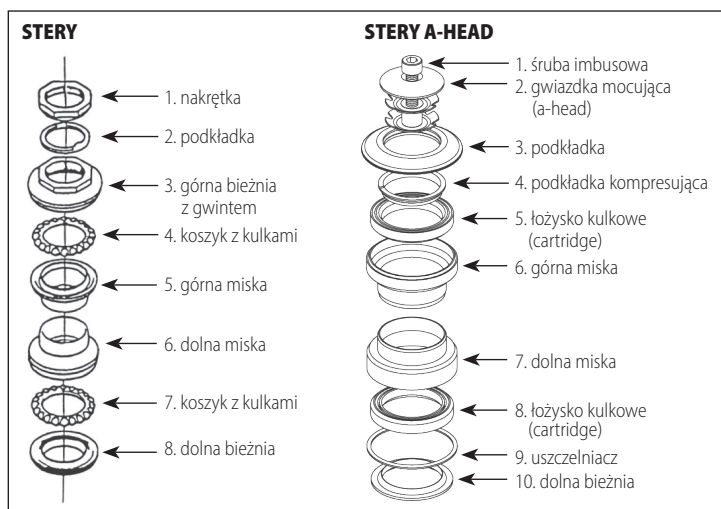 STERY
1. nakrętka
2. podkładka
3. górna bieżnia
z gwintem
4. koszyk z kulkami
5. górna miska
6. dolna miska
7. koszyk z kulkami
8. dolna bieżnia
STERY A-HEAD
1. śruba imbusowa
2. gwiazdka mocująca
(a-head)
3. podkładka
4. podkładka kompresująca
5. łożysko kulkowe
(cartridge)
6. górna miska
7. dolna miska
8. łożysko kulkowe
(cartridge)
9. uszczelniacz
10. dolna bieżnia